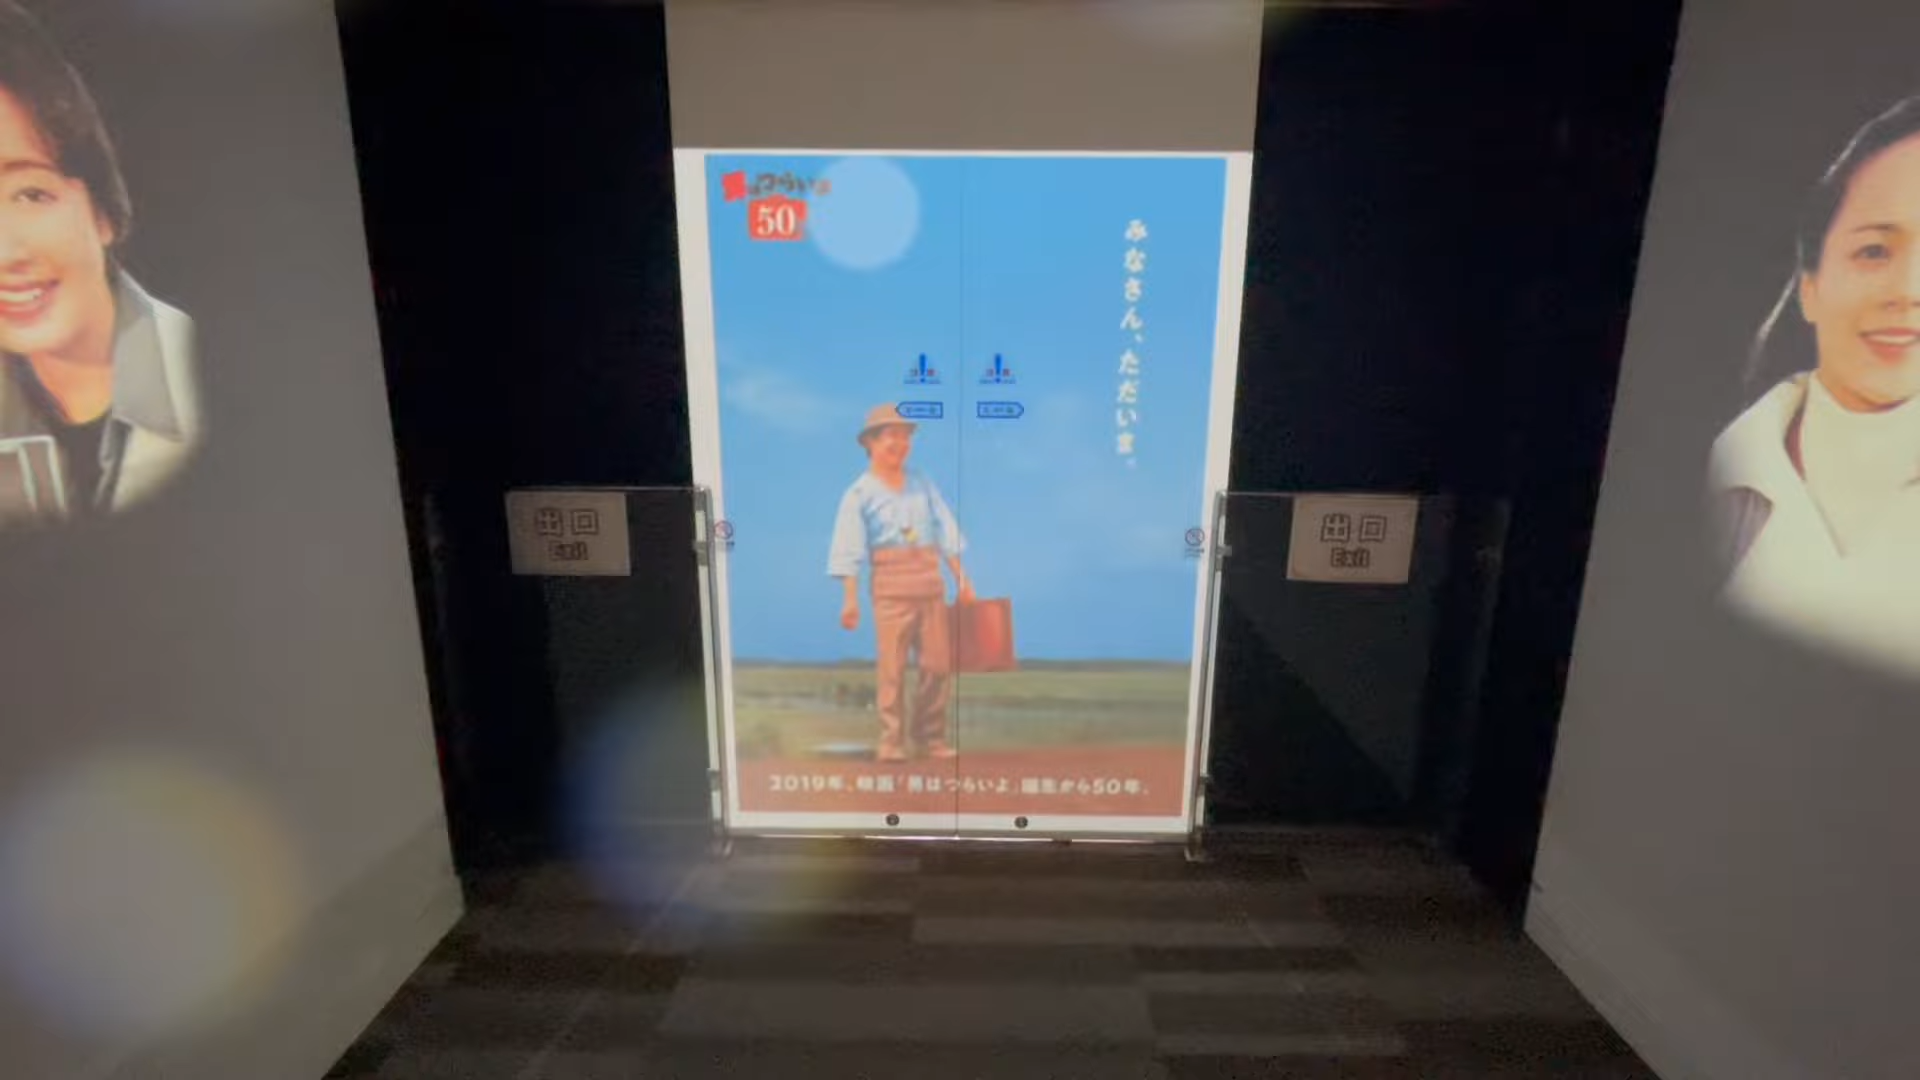 男はつらいよ
50
みなさん、ただいま。
出口
Exit
出口
Exit
2019年、映画「男はつらいよ」誕生から50年。